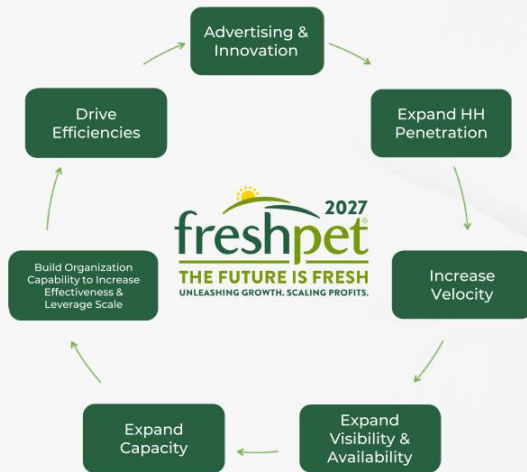 Advertising &
Innovation
Drive
Efficiencies
Expand HH
Penetration
2027
freshpet®
THE FUTURE IS FRESH
UNLEASHING GROWTH. SCALING PROFITS.
Build Organization
Capability to Increase
Effectiveness &
Leverage Scale
Increase
Velocity
Expand
Capacity
Expand
Visibility &
Availability